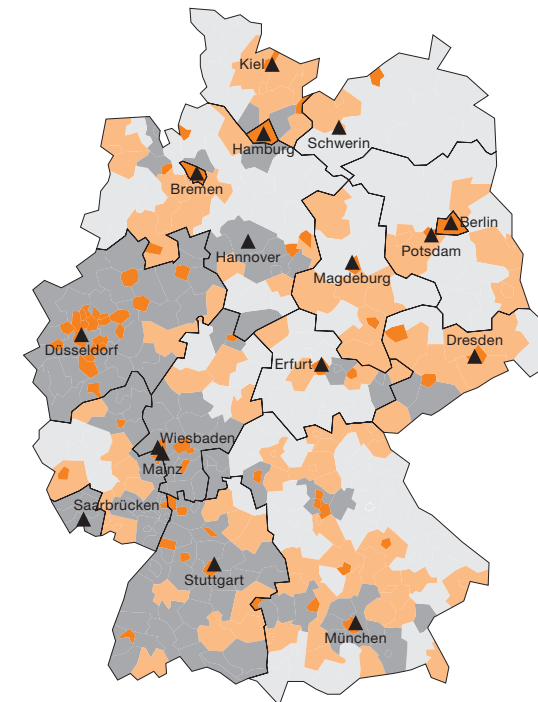 Kiel
Hamburg
Schwerin
Bremen
Berlin
Potsdam
Hannover
Magdeburg
Düsseldorf
Dresden
Erfurt
Wiesbaden
Mainz
Saarbrücken
Stuttgart
München